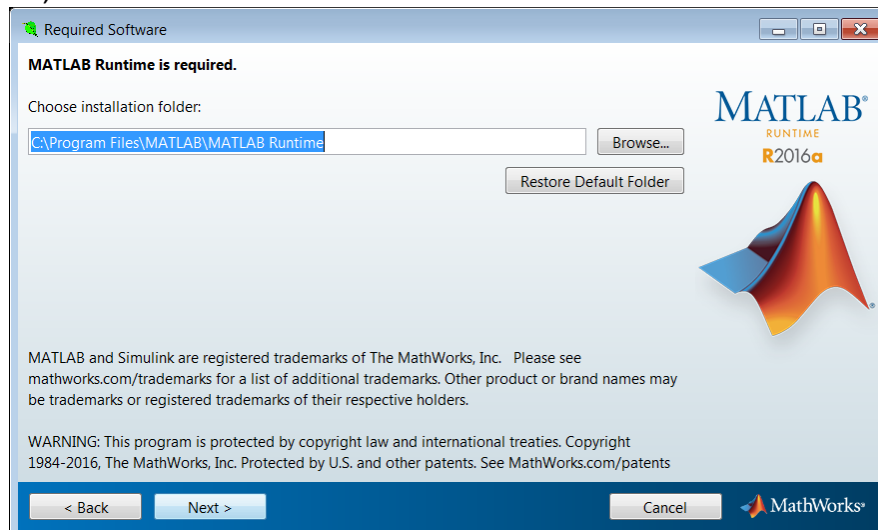 Required Software
MATLAB Runtime is required.
Choose installation folder:
C:\Program Files\MATLAB\MATLAB Runtime
Browse...
Restore Default Folder
MATLAB®
RUNTIME
R2016a
MATLAB and Simulink are registered trademarks of The MathWorks, Inc. Please see
mathworks.com/trademarks for a list of additional trademarks. Other product or brand names may
be trademarks or registered trademarks of their respective holders.
WARNING: This program is protected by copyright law and international treaties. Copyright
1984-2016, The MathWorks, Inc. Protected by U.S. and other patents. See MathWorks.com/patents
< Back
Next >
Cancel
MathWorks®